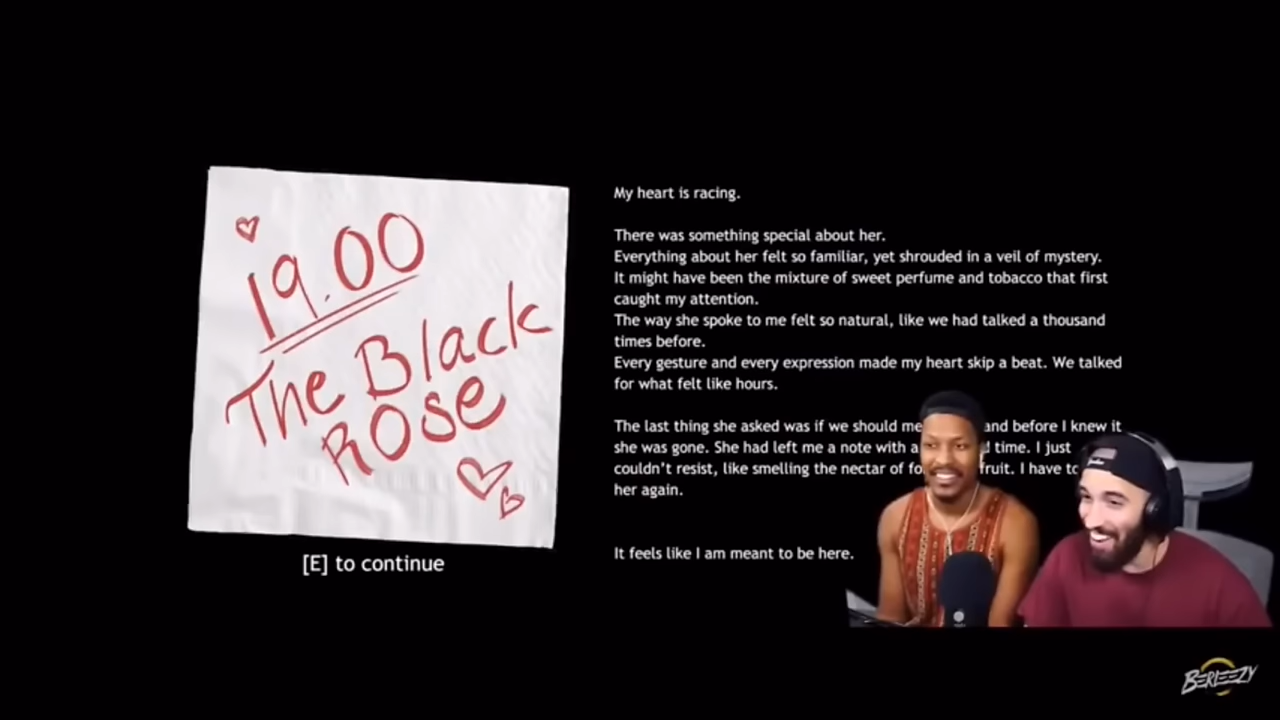 19.00
The Black
Rose
[E] to continue
My heart is racing.
There was something special about her.
Everything about her felt so familiar, yet shrouded in a veil of mystery.
It might have been the mixture of sweet perfume and tobacco that first
caught my attention.
The way she spoke to me felt so natural, like we had talked a thousand
times before.
Every gesture and every expression made my heart skip a beat. We talked
for what felt like hours.
The last thing she asked was if we should and before I knew it
she was gone. She had left me a note with a time. I just
couldn't resist, like smelling the nectar of fruit. I have
her again.
It feels like I am meant to be here.
BERLEEZY